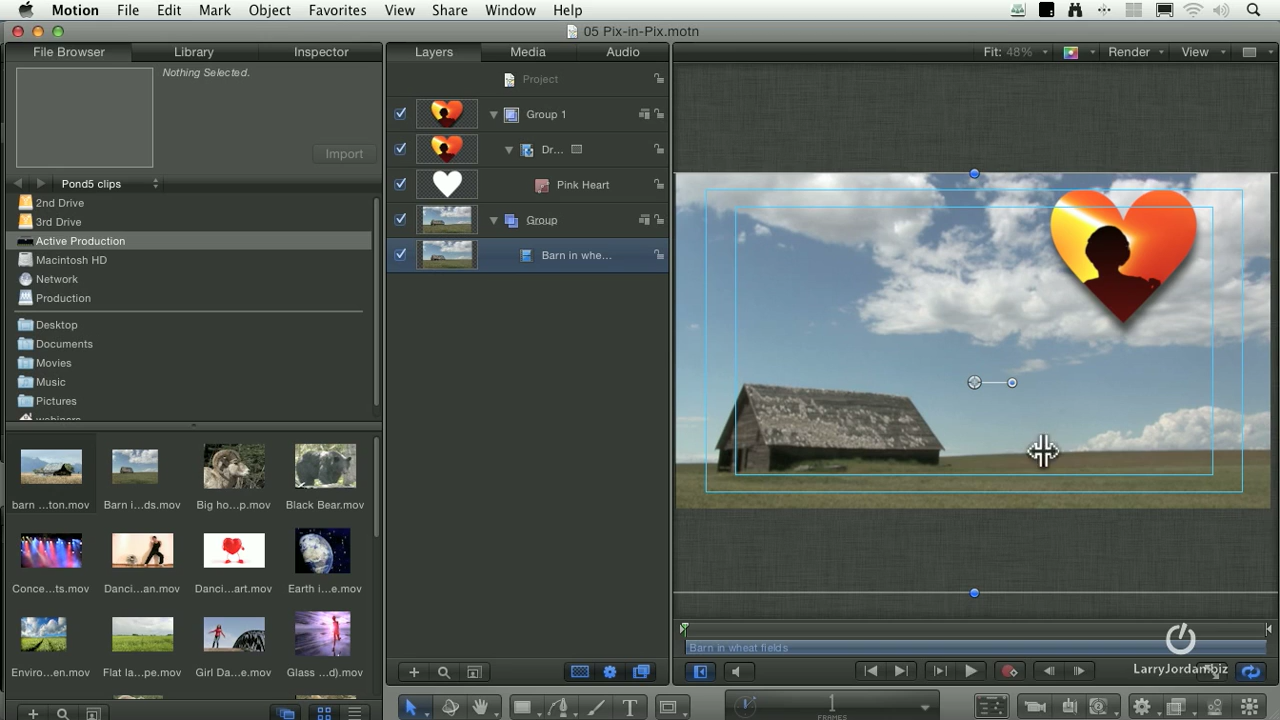 Motion File Edit Mark Object Favorites View Share Window Help
05 Pix-in-Pix.motn
File Browser Library Inspector Layers Media Audio Fit: 48% Render View
Nothing Selected.
Import
Pond5 clips
2nd Drive
3rd Drive
Active Production
Macintosh HD
Network
Production
Desktop
Documents
Movies
Music
Pictures
barn ...ton.mov Barn i...ds.mov Big ho...p.mov Black Bear.mov
Conce...ts.mov Danci...an.mov Danci...art.mov Earth i...e.mov
Enviro...en.mov Flat la...pe.mov Girl Da...e.mov Glass ...d).mov
Project
Group 1
Dr...
Pink Heart
Group
Barn in whe...
Barn in wheat fields
LarryJordan.biz
1
FRAMES